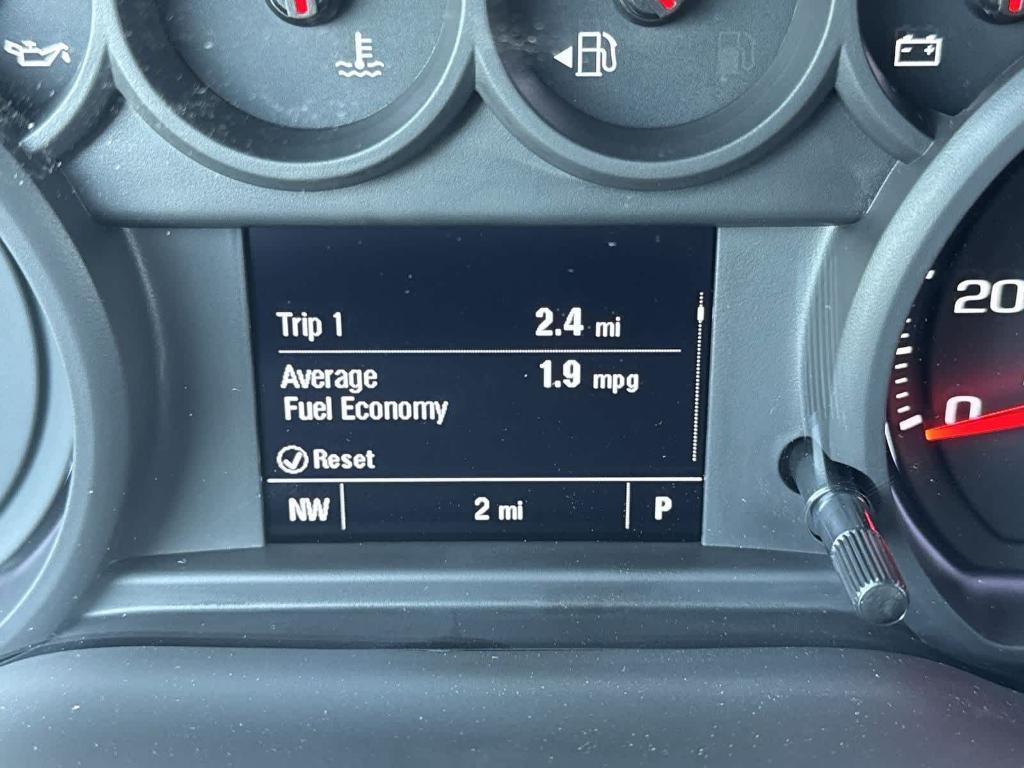 20
0
Trip 1 2.4 mi
Average 1.9 mpg
Fuel Economy
Reset
NW 2 mi P